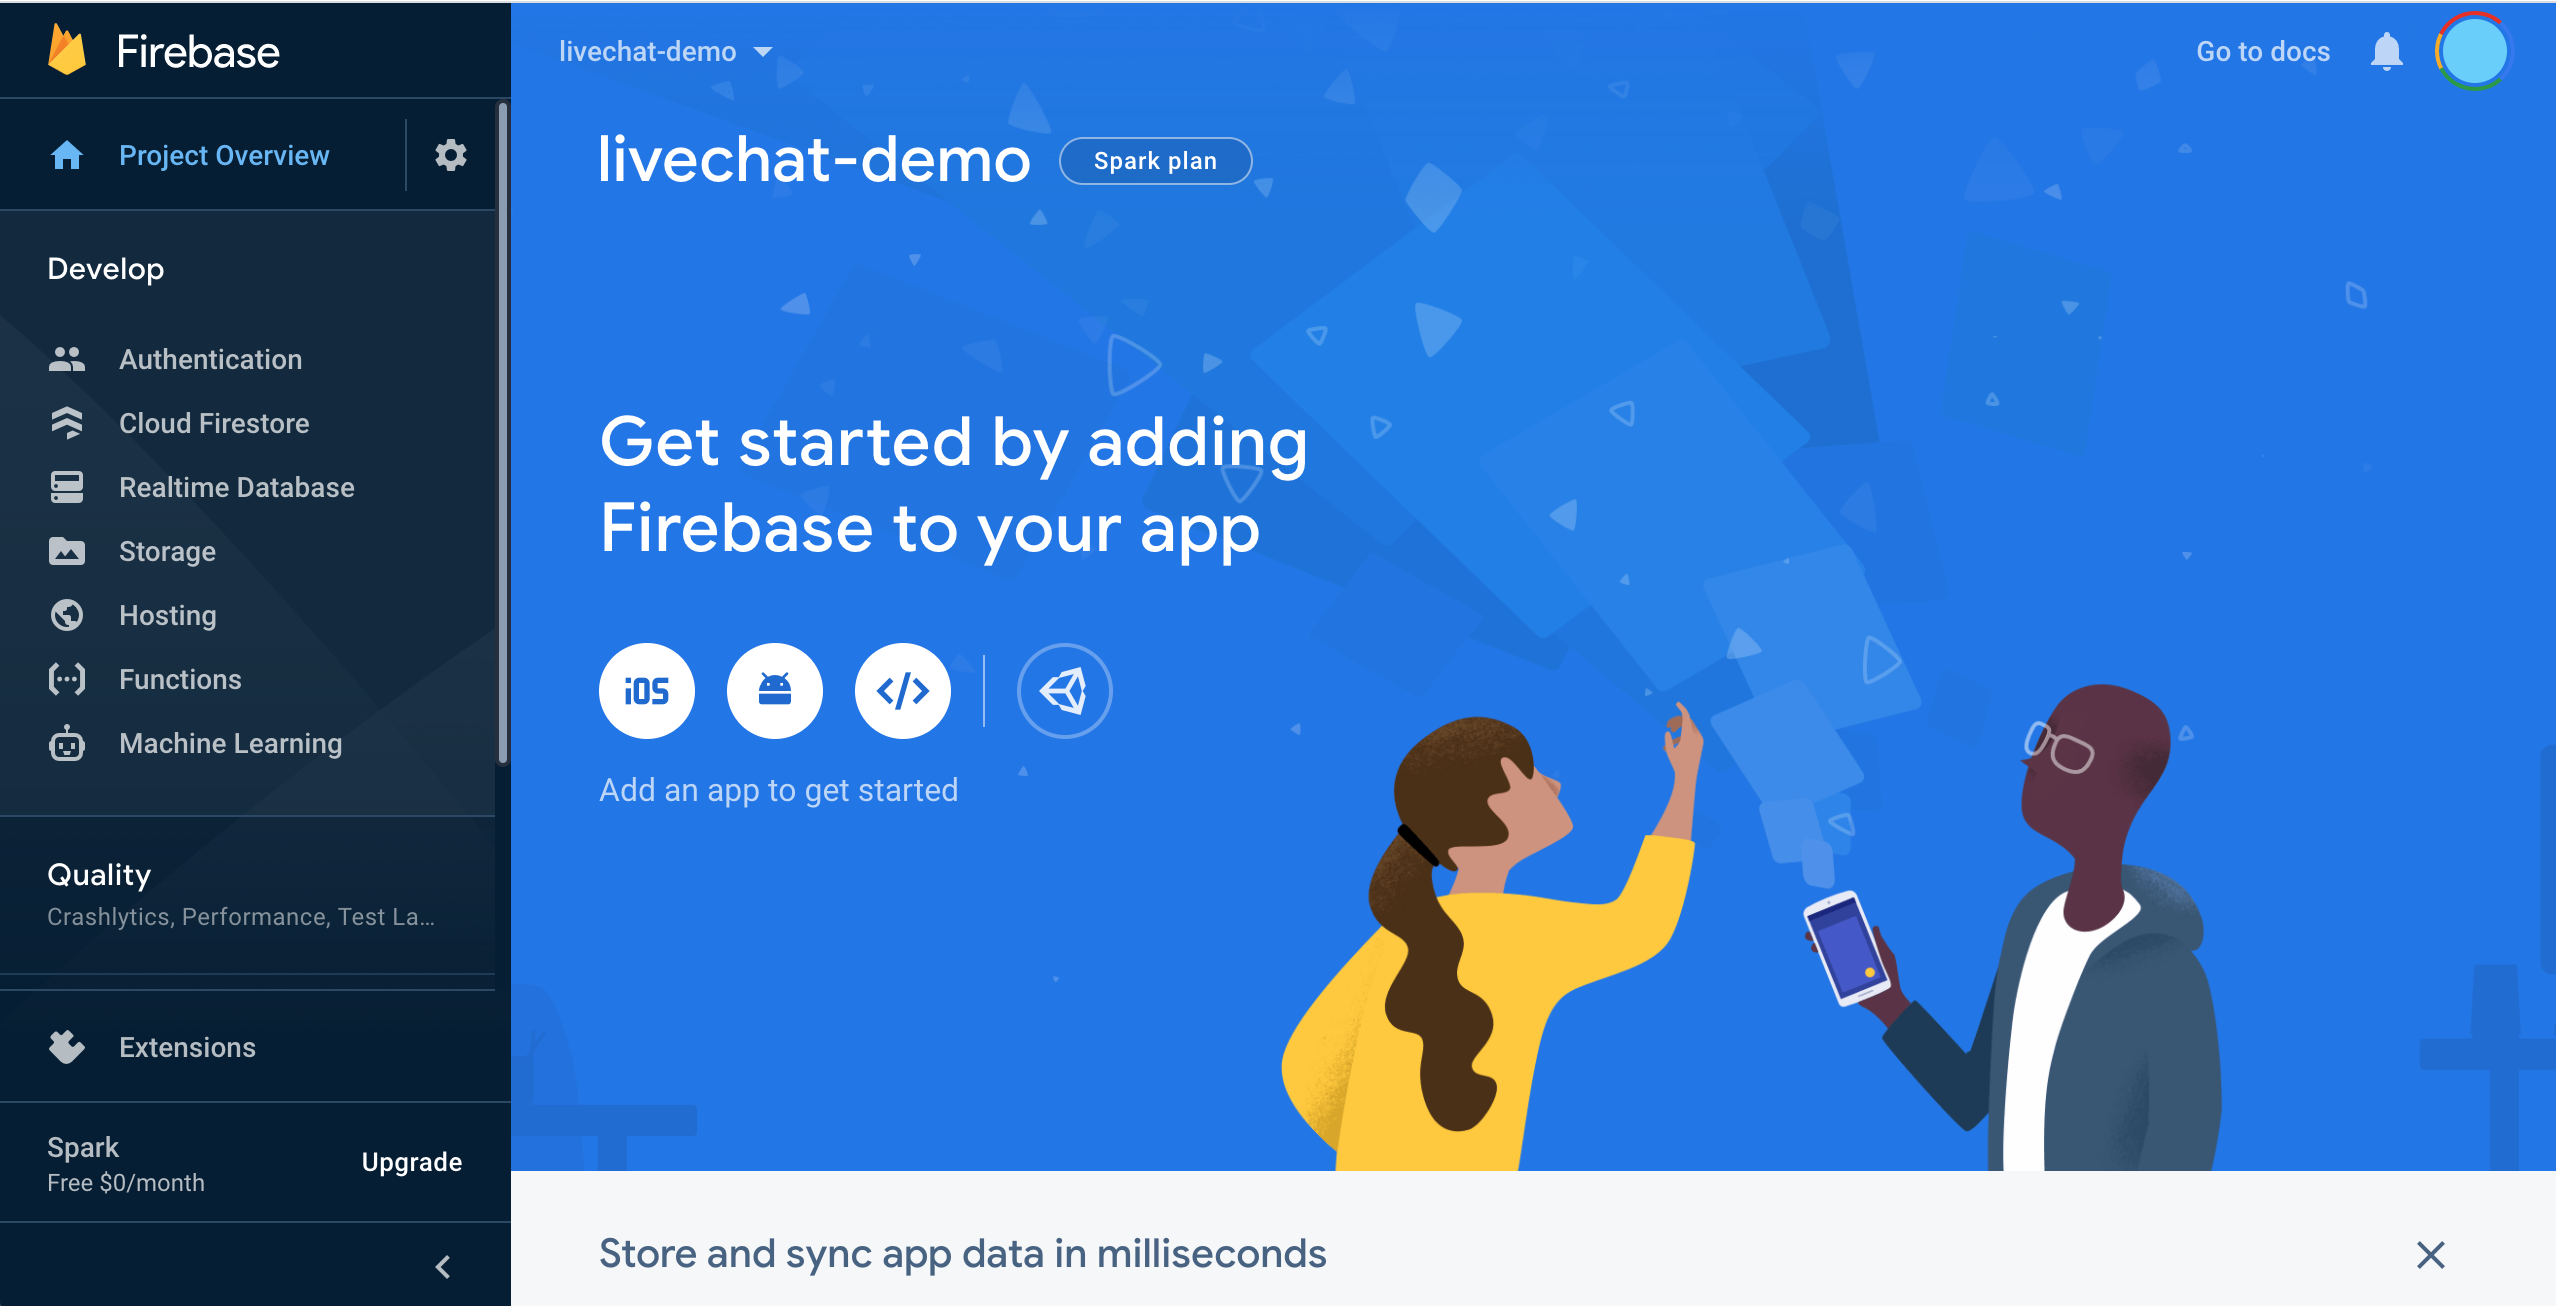 Firebase
Project Overview
Develop
Authentication
Cloud Firestore
Realtime Database
Storage
Hosting
Functions
Machine Learning
Quality
Crashlytics, Performance, Test La...
Extensions
Spark
Free $0/month
Upgrade
livechat-demo
Go to docs
livechat-demo
Spark plan
Get started by adding
Firebase to your app
iOS
Add an app to get started
Store and sync app data in milliseconds